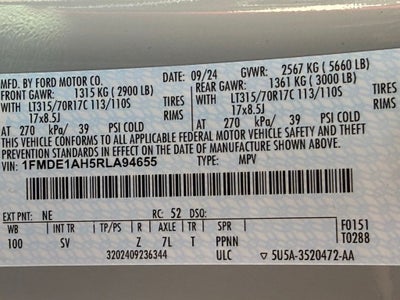 MFD. BY FORD MOTOR CO. DATE: 09/24 GVWR: 2567 KG (5660 LB)
FRONT GAWR: 1315 KG (2900 LB) REAR GAWR: 1361 KG (3000 LB)
WITH LT315/70R17C 113/110S TIRES WITH LT315/70R17C 113/110S TIRES
17x8.5J RIMS 17x8.5J RIMS
AT 270 kPa/ 39 PSI COLD AT 270 kPa/ 39 PSI COLD
THIS VEHICLE CONFORMS TO ALL APPLICABLE FEDERAL MOTOR VEHICLE SAFETY AND THEFT
PREVENTION STANDARDS IN EFFECT ON THE DATE OF MANUFACTURE SHOWN ABOVE.
VIN: 1FMDE1AH5RLA94655 TYPE: MPV
EXT PNT: NE RC: 52 DSO: F0151
WB INT TR R AXLE TR SPR T0288
100 SV Z 7L T PPNN
3202409236344 ULC 5U5A-3520472-AA